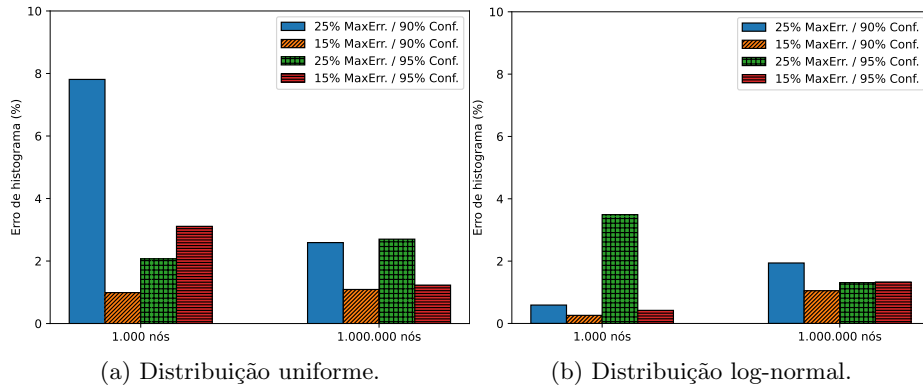 10
8
6
4
2
0
Erro de histograma (%)
25% MaxErr. / 90% Conf.
15% MaxErr. / 90% Conf.
25% MaxErr. / 95% Conf.
15% MaxErr. / 95% Conf.
1.000 nós
1.000.000 nós
(a) Distribuição uniforme.
10
8
6
4
2
0
Erro de histograma (%)
25% MaxErr. / 90% Conf.
15% MaxErr. / 90% Conf.
25% MaxErr. / 95% Conf.
15% MaxErr. / 95% Conf.
1.000 nós
1.000.000 nós
(b) Distribuição log-normal.